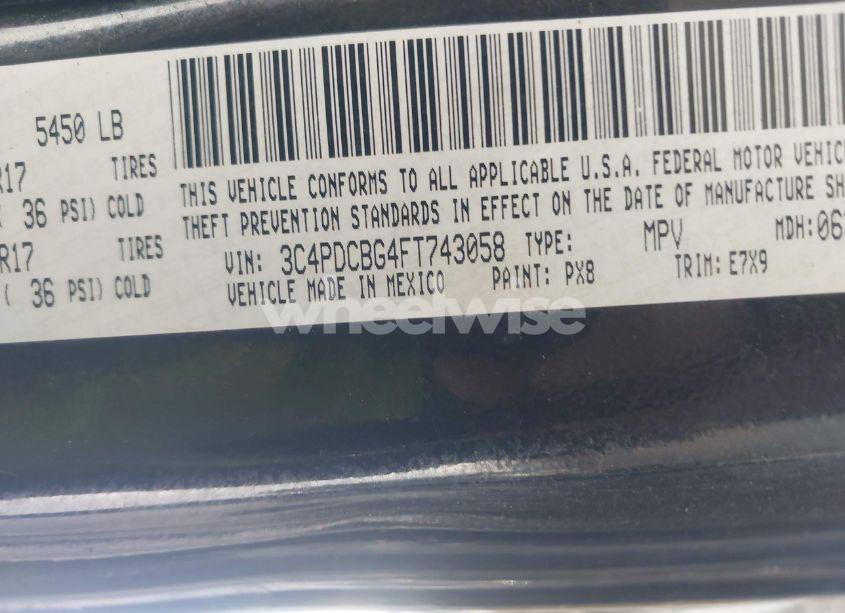 5450 LB
R17 TIRES
( 36 PSI) COLD
R17 TIRES
( 36 PSI) COLD
THIS VEHICLE CONFORMS TO ALL APPLICABLE U.S.A. FEDERAL MOTOR VEHIC
THEFT PREVENTION STANDARDS IN EFFECT ON THE DATE OF MANUFACTURE SH
VIN: 3C4PDCBG4FT743058 TYPE: MPV MDH: 06
VEHICLE MADE IN MEXICO PAINT: PX8 TRIM: E7X9
wheelwise